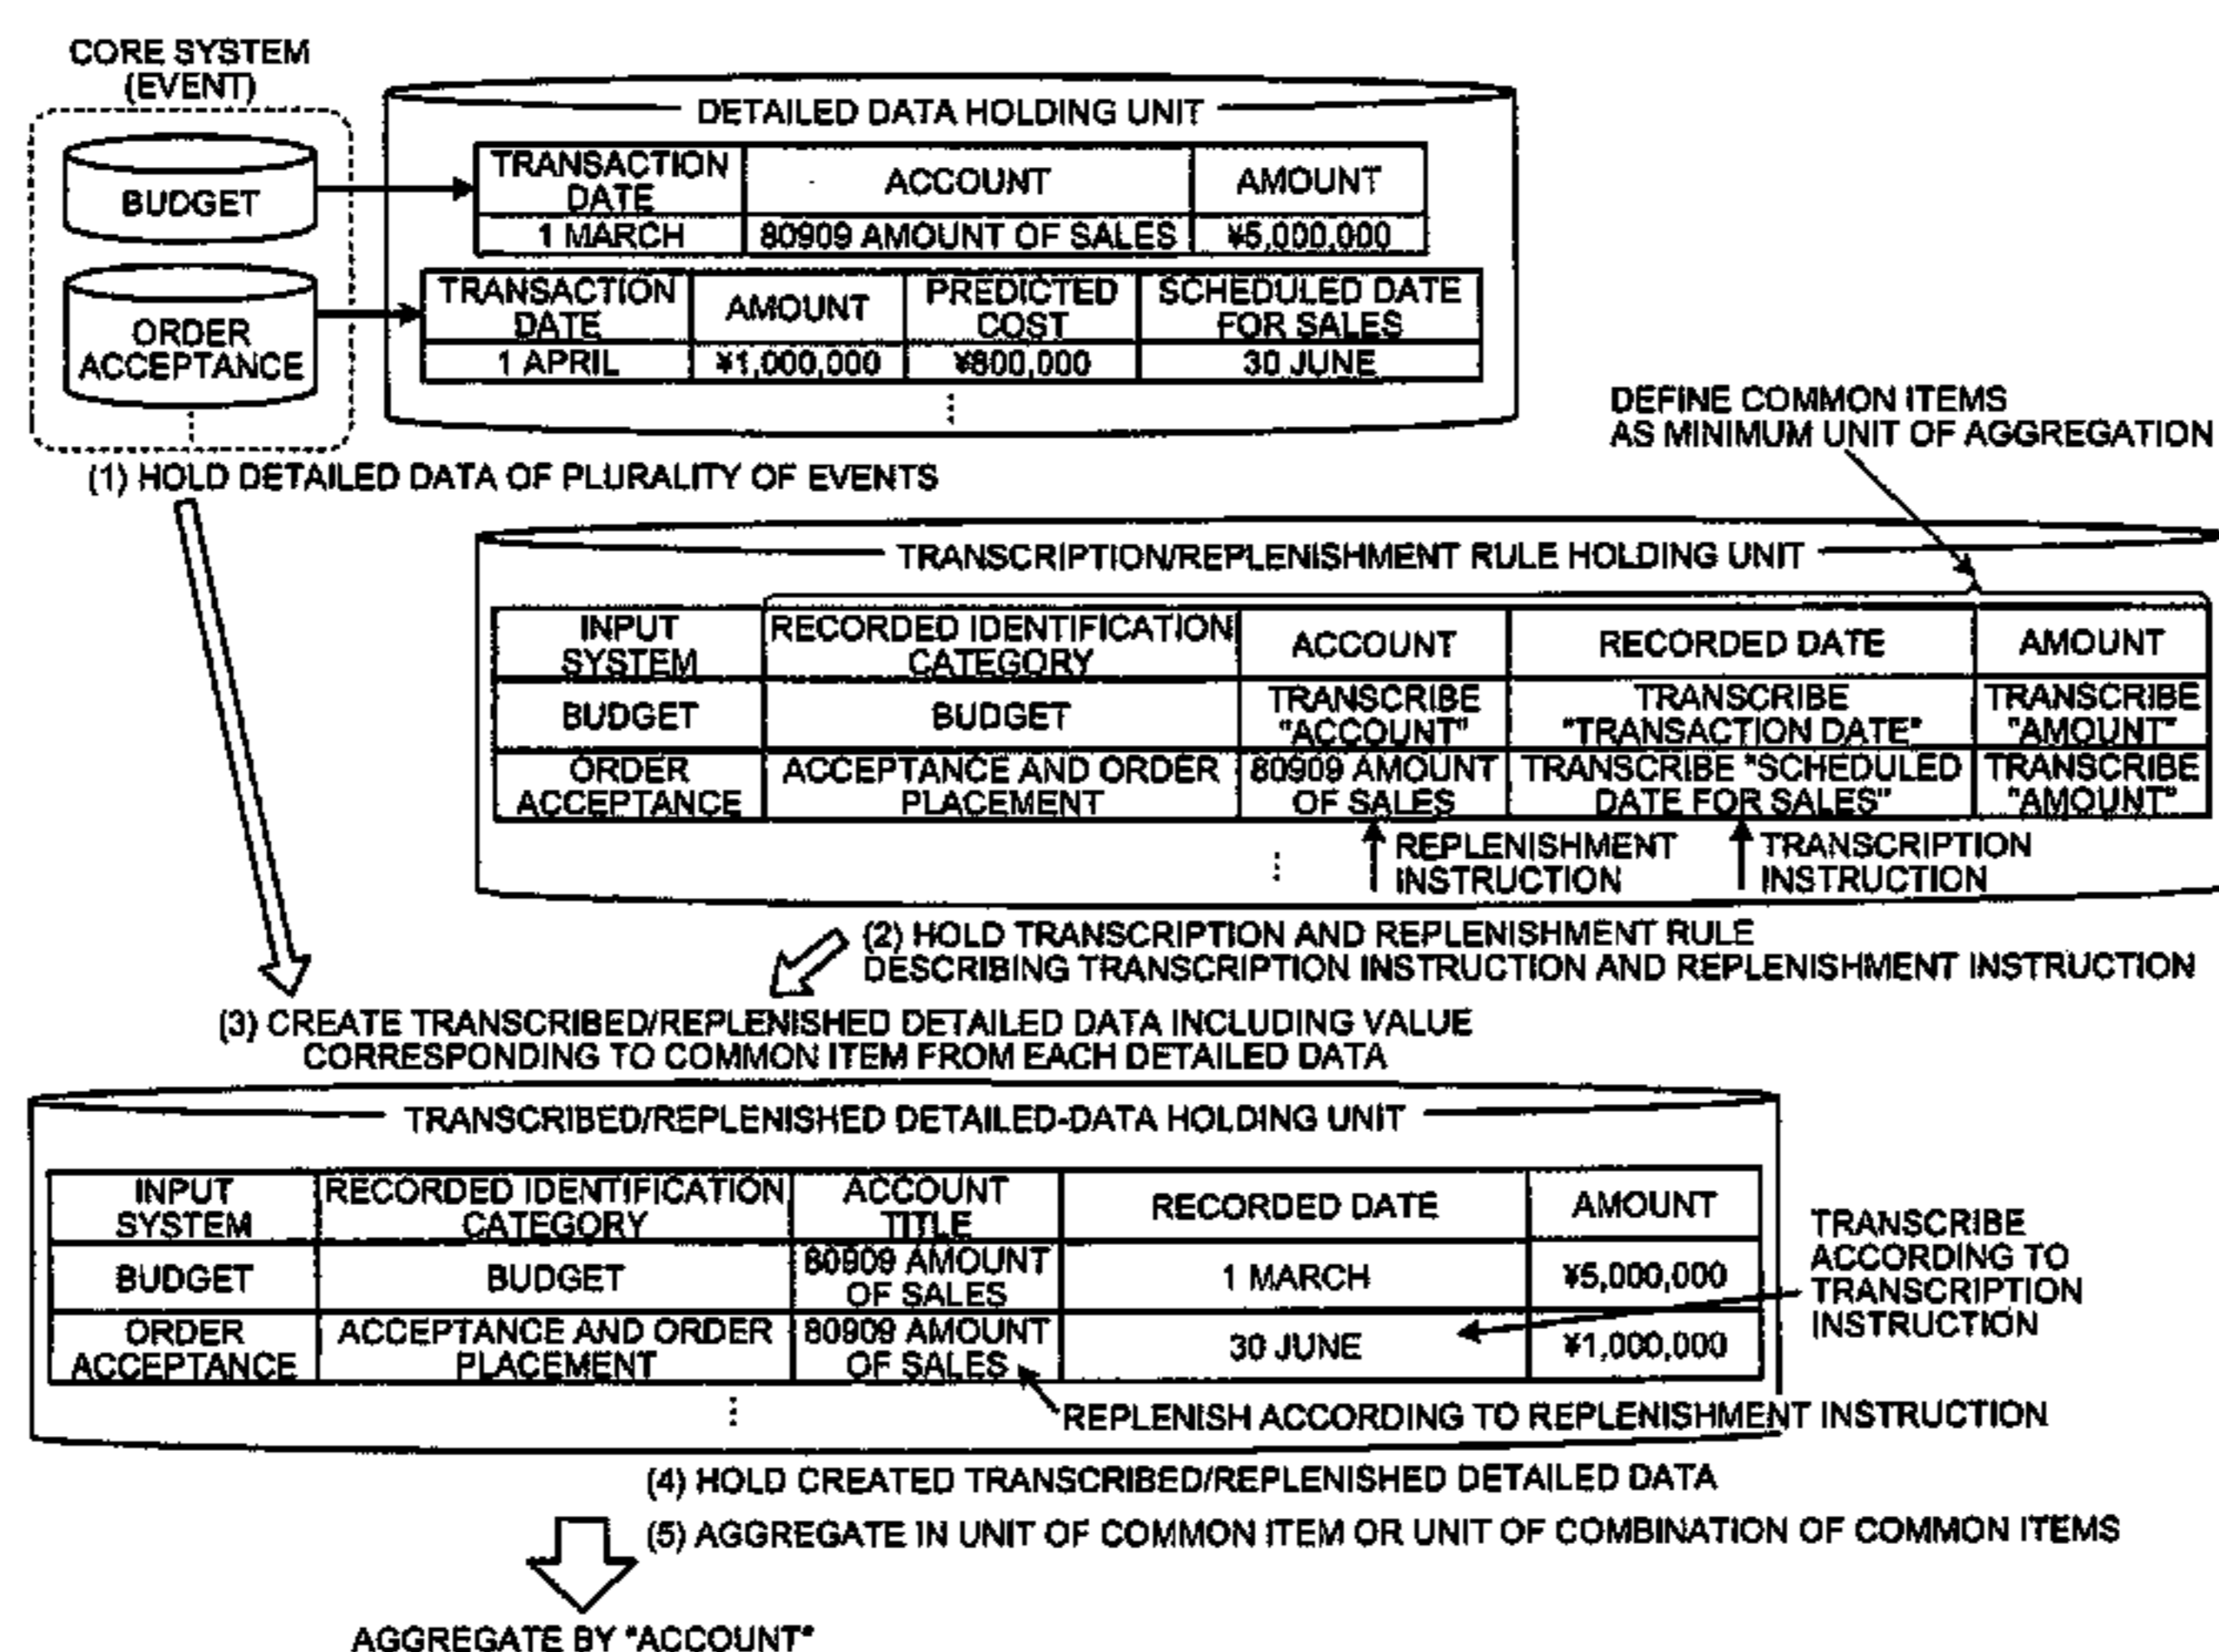 CORE SYSTEM
(EVENT)
BUDGET
ORDER
ACCEPTANCE
DETAILED DATA HOLDING UNIT
TRANSACTION
DATE
ACCOUNT
AMOUNT
1 MARCH
80909 AMOUNT OF SALES
¥5,000,000
TRANSACTION
DATE
AMOUNT
PREDICTED
COST
SCHEDULED DATE
FOR SALES
1 APRIL
¥1,000,000
¥800,000
30 JUNE
(1) HOLD DETAILED DATA OF PLURALITY OF EVENTS
DEFINE COMMON ITEMS
AS MINIMUM UNIT OF AGGREGATION
TRANSCRIPTION/REPLENISHMENT RULE HOLDING UNIT
INPUT
SYSTEM
RECORDED IDENTIFICATION
CATEGORY
ACCOUNT
RECORDED DATE
AMOUNT
BUDGET
BUDGET
TRANSCRIBE
"ACCOUNT"
TRANSCRIBE
"TRANSACTION DATE"
TRANSCRIBE
"AMOUNT"
ORDER
ACCEPTANCE
ACCEPTANCE AND ORDER
PLACEMENT
80909 AMOUNT
OF SALES
TRANSCRIBE "SCHEDULED
DATE FOR SALES"
TRANSCRIBE
"AMOUNT"
REPLENISHMENT
INSTRUCTION
TRANSCRIPTION
INSTRUCTION
(2) HOLD TRANSCRIPTION AND REPLENISHMENT RULE
DESCRIBING TRANSCRIPTION INSTRUCTION AND REPLENISHMENT INSTRUCTION
(3) CREATE TRANSCRIBED/REPLENISHED DETAILED DATA INCLUDING VALUE
CORRESPONDING TO COMMON ITEM FROM EACH DETAILED DATA
TRANSCRIBED/REPLENISHED DETAILED-DATA HOLDING UNIT
INPUT
SYSTEM
RECORDED IDENTIFICATION
CATEGORY
ACCOUNT
TITLE
RECORDED DATE
AMOUNT
BUDGET
BUDGET
80909 AMOUNT
OF SALES
1 MARCH
¥5,000,000
ORDER
ACCEPTANCE
ACCEPTANCE AND ORDER
PLACEMENT
80909 AMOUNT
OF SALES
30 JUNE
¥1,000,000
TRANSCRIBE
ACCORDING TO
TRANSCRIPTION
INSTRUCTION
REPLENISH ACCORDING TO REPLENISHMENT INSTRUCTION
(4) HOLD CREATED TRANSCRIBED/REPLENISHED DETAILED DATA
(5) AGGREGATE IN UNIT OF COMMON ITEM OR UNIT OF COMBINATION OF COMMON ITEMS
AGGREGATE BY "ACCOUNT"